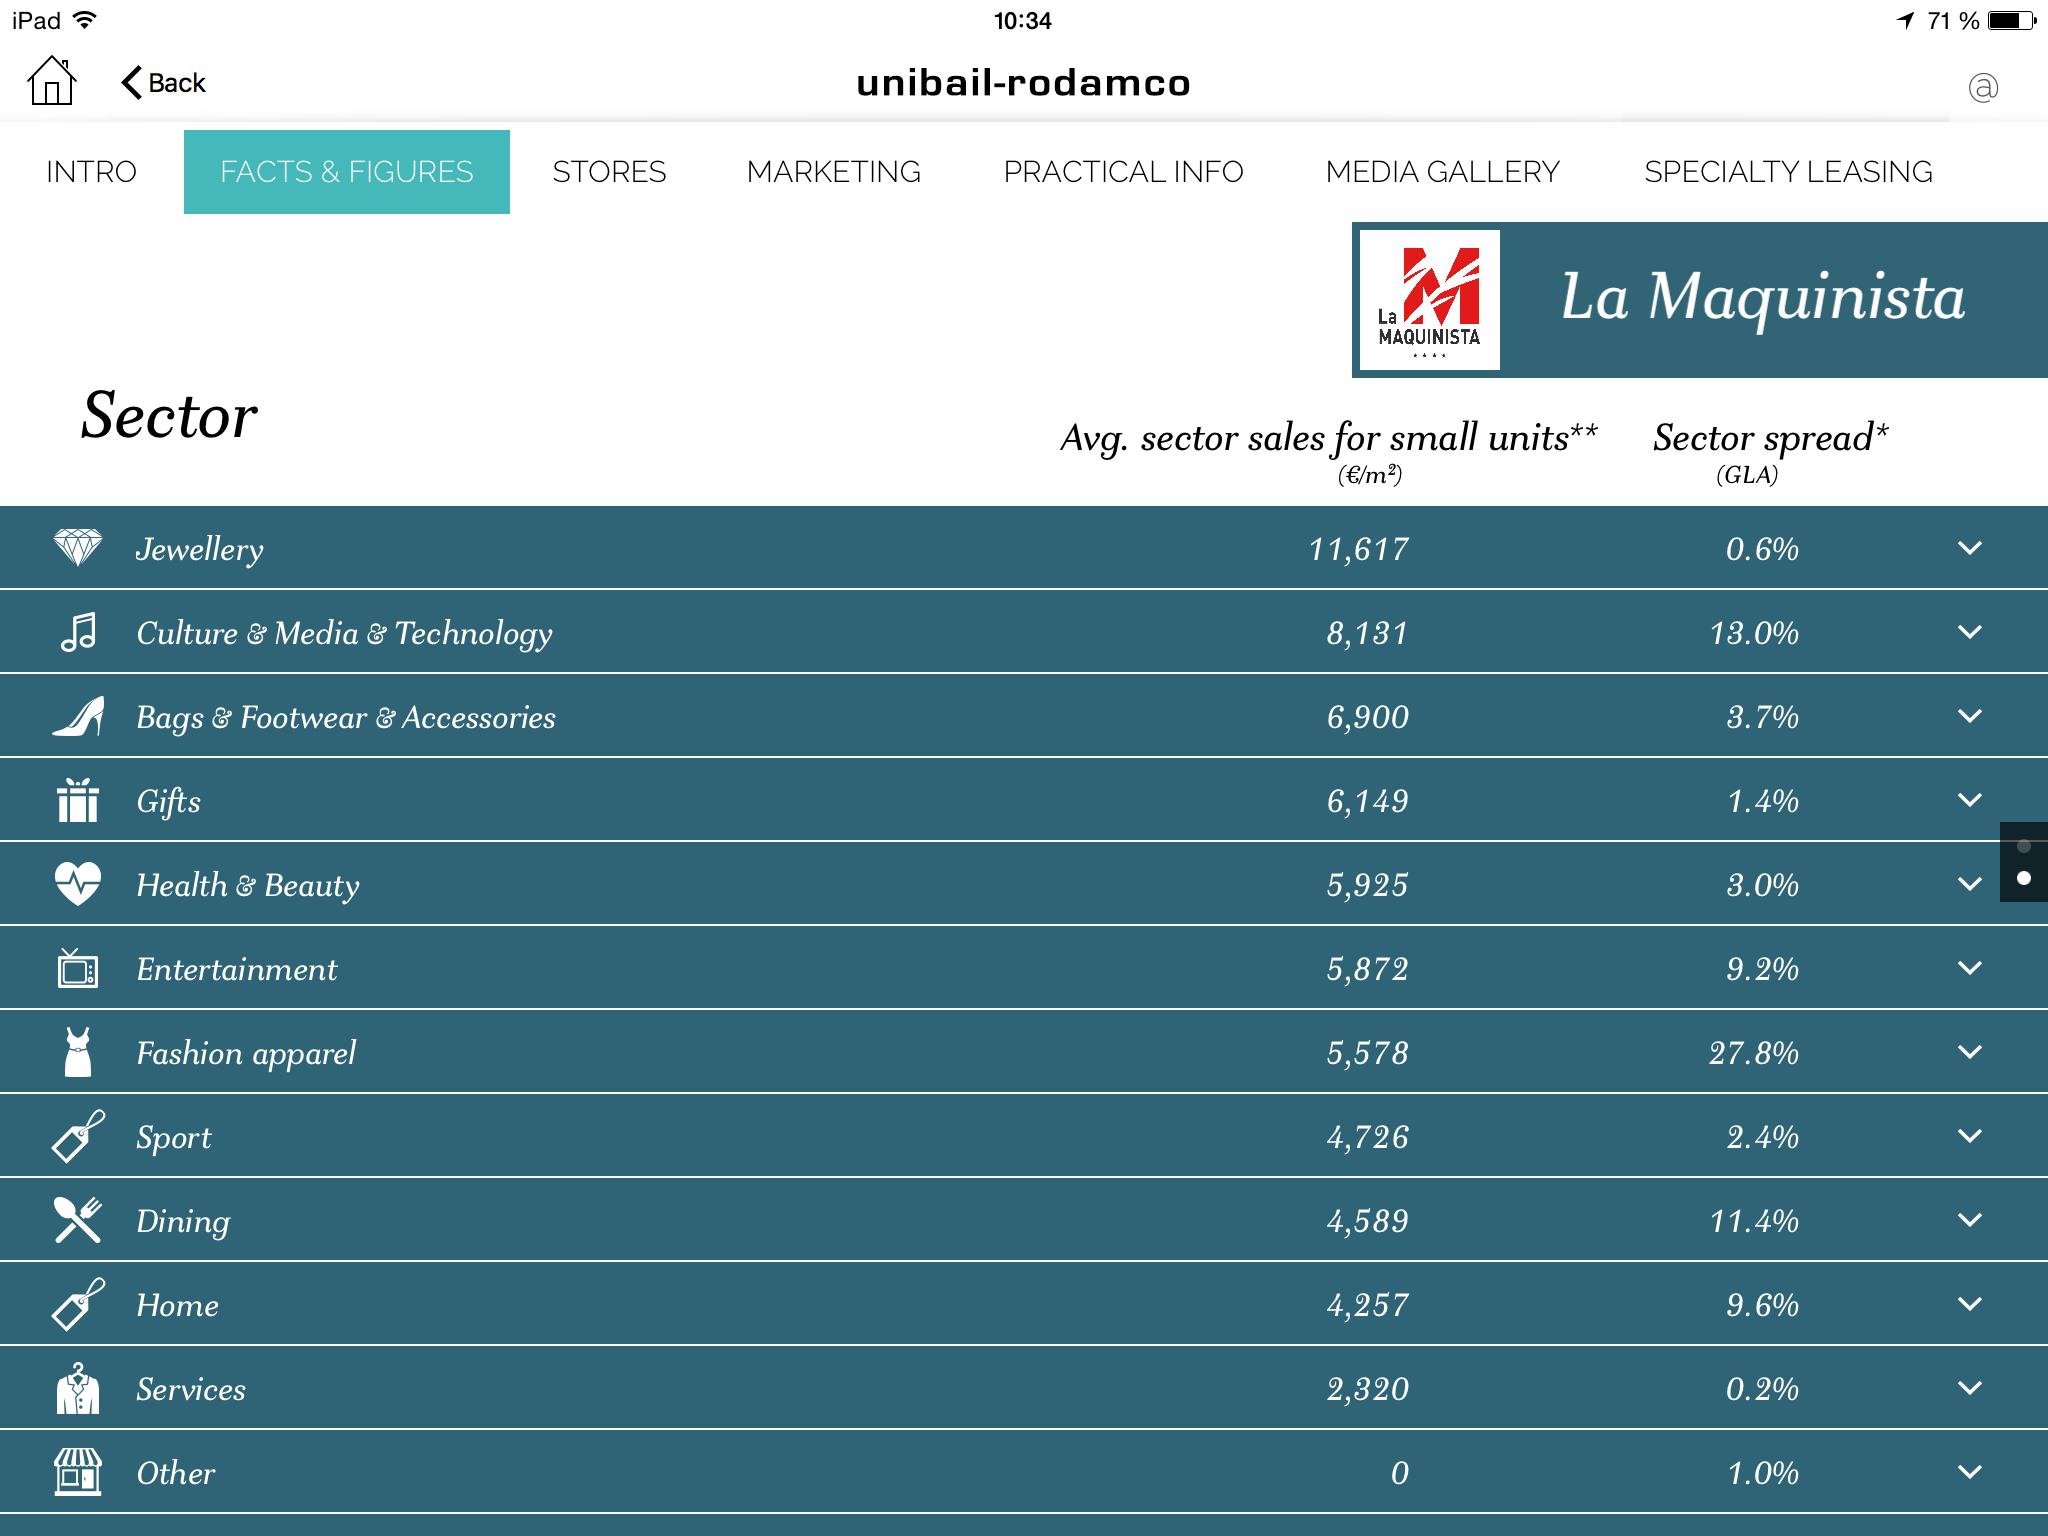 iPad 10:34 71 %
Back unibail-rodamco @
INTRO FACTS & FIGURES STORES MARKETING PRACTICAL INFO MEDIA GALLERY SPECIALTY LEASING
La
MAQUINISTA
La Maquinista
Sector Avg. sector sales for small units** Sector spread*
(€/m²) (GLA)
Jewellery 11,617 0.6%
Culture & Media & Technology 8,131 13.0%
Bags & Footwear & Accessories 6,900 3.7%
Gifts 6,149 1.4%
Health & Beauty 5,925 3.0%
Entertainment 5,872 9.2%
Fashion apparel 5,578 27.8%
Sport 4,726 2.4%
Dining 4,589 11.4%
Home 4,257 9.6%
Services 2,320 0.2%
Other 0 1.0%